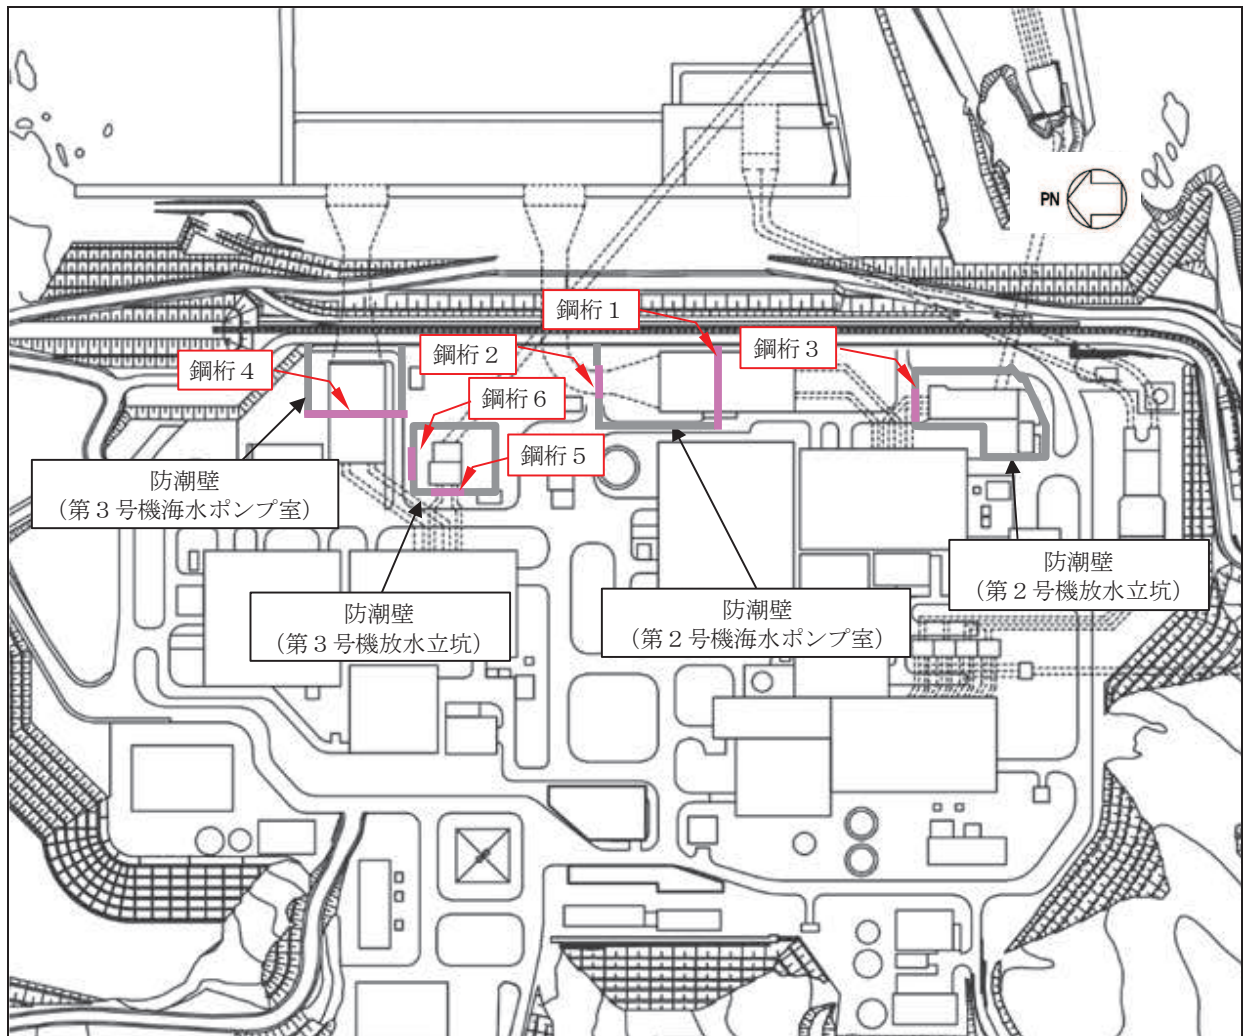 PN
鋼桁１
鋼桁２
鋼桁３
鋼桁４
鋼桁６
鋼桁５
防潮壁
（第３号機海水ポンプ室）
防潮壁
（第２号機放水立坑）
防潮壁
（第３号機放水立坑）
防潮壁
（第２号機海水ポンプ室）